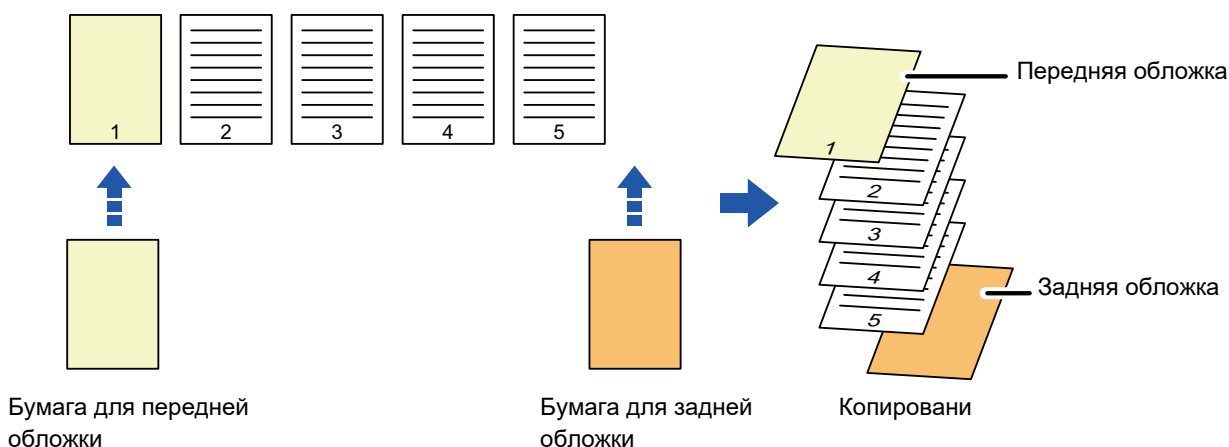 1 2 3 4 5
Передняя обложка
1
2
3
4
5
Задняя обложка
Бумага для передней
обложки
Бумага для задней
обложки
Копировани